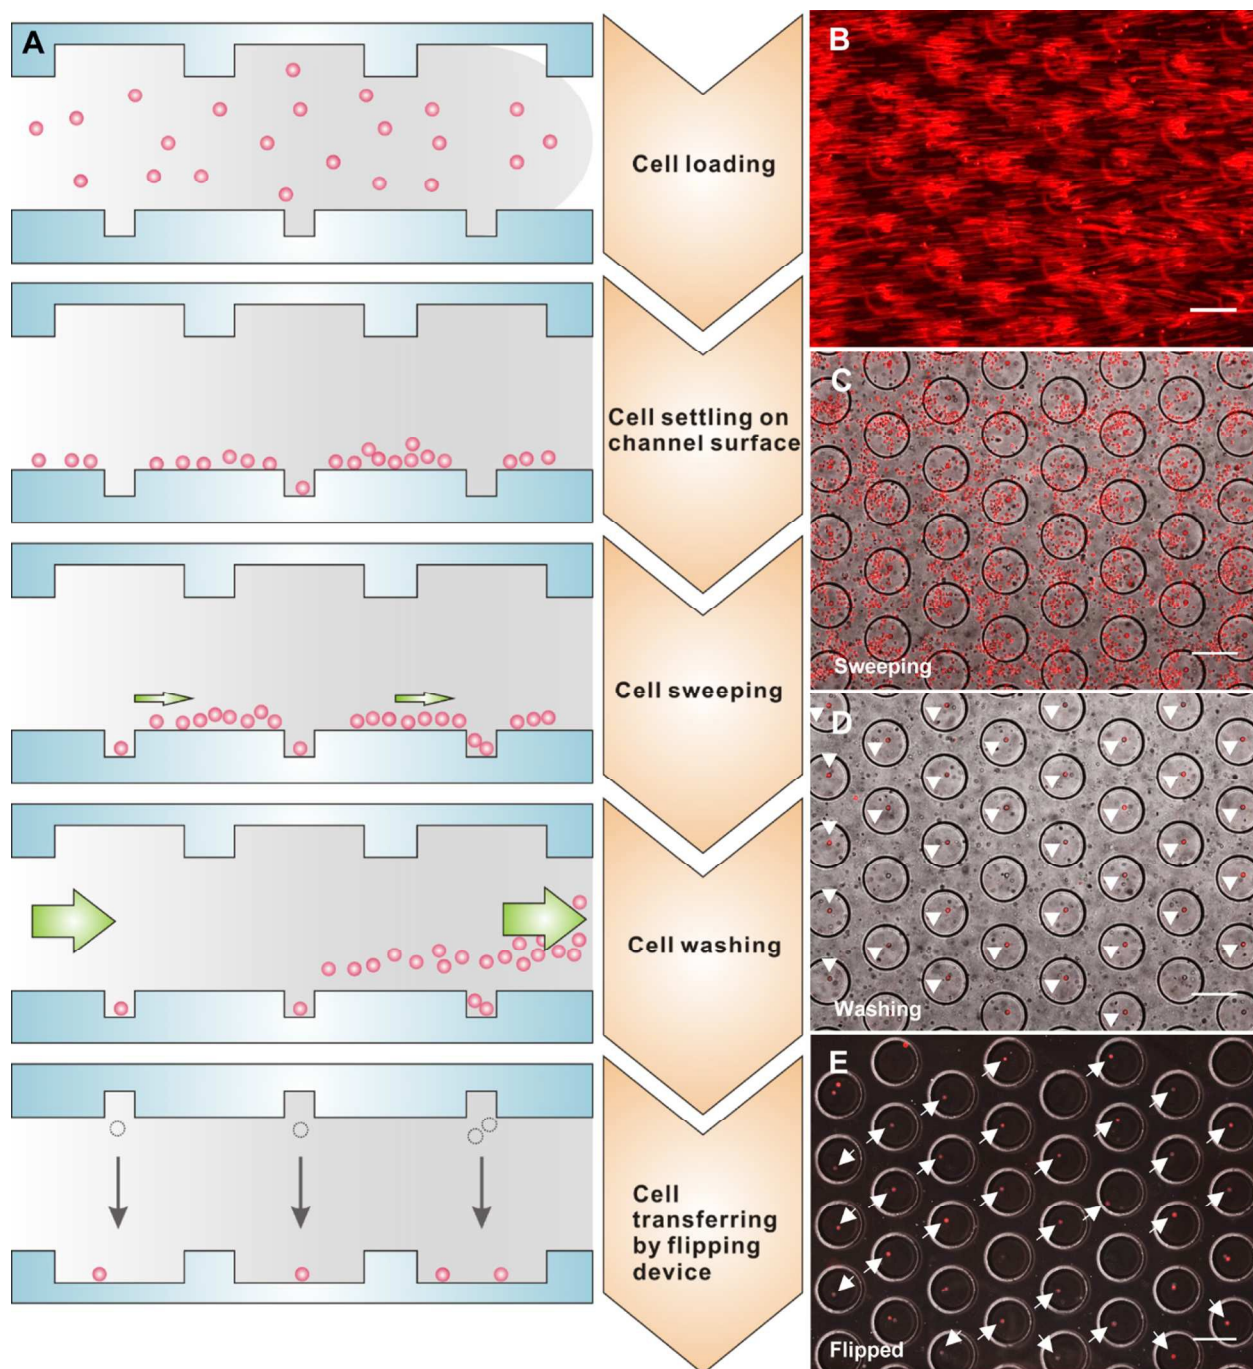 A
Cell loading
Cell settling on
channel surface
Cell sweeping
Cell washing
Cell
transferring
by flipping
device
B
C
Sweeping
D
Washing
E
Flipped